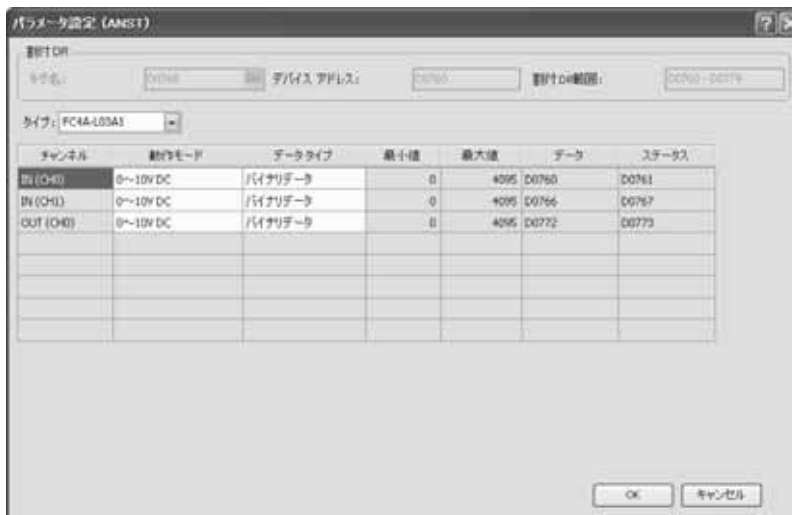 パラメータ設定 (ANST)
割付DR
タグ名: D0760 デバイス アドレス: D0760 割付DR範囲: D0760 - D0779
タイプ: FC4A-L03A1
チャンネル 動作モード データタイプ 最小値 最大値 データ ステータス
IN (CH0) 0～10V DC バイナリデータ 0 4095 D0760 D0761
IN (CH1) 0～10V DC バイナリデータ 0 4095 D0766 D0767
OUT (CH0) 0～10V DC バイナリデータ 0 4095 D0772 D0773
OK キャンセル